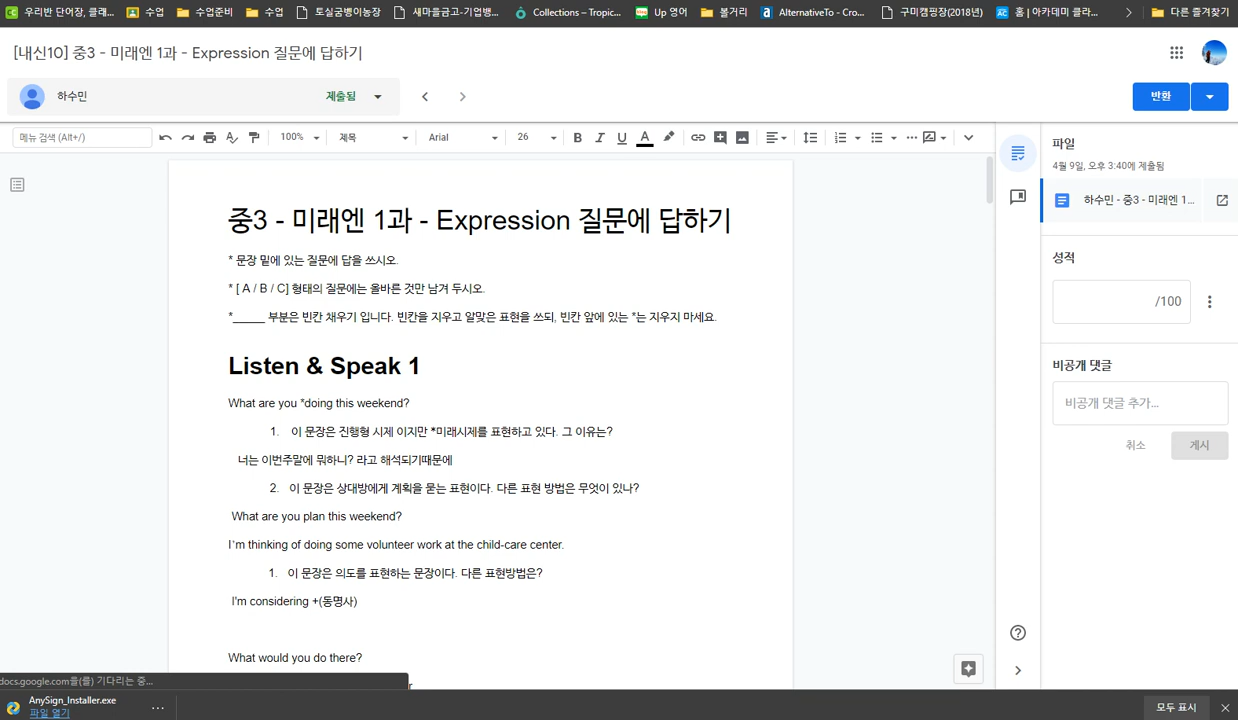 우리반 단어장, 클래... 수업 수업준비 수업 토실굼벵이농장 새마을금고-기업뱅... Collections – Tropic... Up 영어 볼거리 AlternativeTo - Cro... 구미캠핑장(2018년) 홈 | 아카데미 클라... 다른 즐겨찾기
[내신10] 중3 - 미래엔 1과 - Expression 질문에 답하기
하수민 제출됨 반환
메뉴 검색 (Alt+/) 100% 제목 Arial 26 B I U A
파일
4월 9일, 오후 3:40에 제출됨
하수민 - 중3 - 미래엔 1...
성적
/100
비공개 댓글
비공개 댓글 추가...
취소 게시
중3 - 미래엔 1과 - Expression 질문에 답하기
* 문장 밑에 있는 질문에 답을 쓰시오.
* [ A / B / C] 형태의 질문에는 올바른 것만 남겨 두시오.
*_____ 부분은 빈칸 채우기 입니다. 빈칸을 지우고 알맞은 표현을 쓰되, 빈칸 앞에 있는 *는 지우지 마세요.
Listen & Speak 1
What are you *doing this weekend?
1. 이 문장은 진행형 시제 이지만 *미래시제를 표현하고 있다. 그 이유는?
너는 이번주말에 뭐하니? 라고 해석되기때문에
2. 이 문장은 상대방에게 계획을 묻는 표현이다. 다른 표현 방법은 무엇이 있나?
What are you plan this weekend?
I'm thinking of doing some volunteer work at the child-care center.
1. 이 문장은 의도를 표현하는 문장이다. 다른 표현방법은?
I'm considering +(동명사)
What would you do there?
docs.google.com을(를) 기다리는 중...
AnySign_Installer.exe
파일 열기
모두 표시